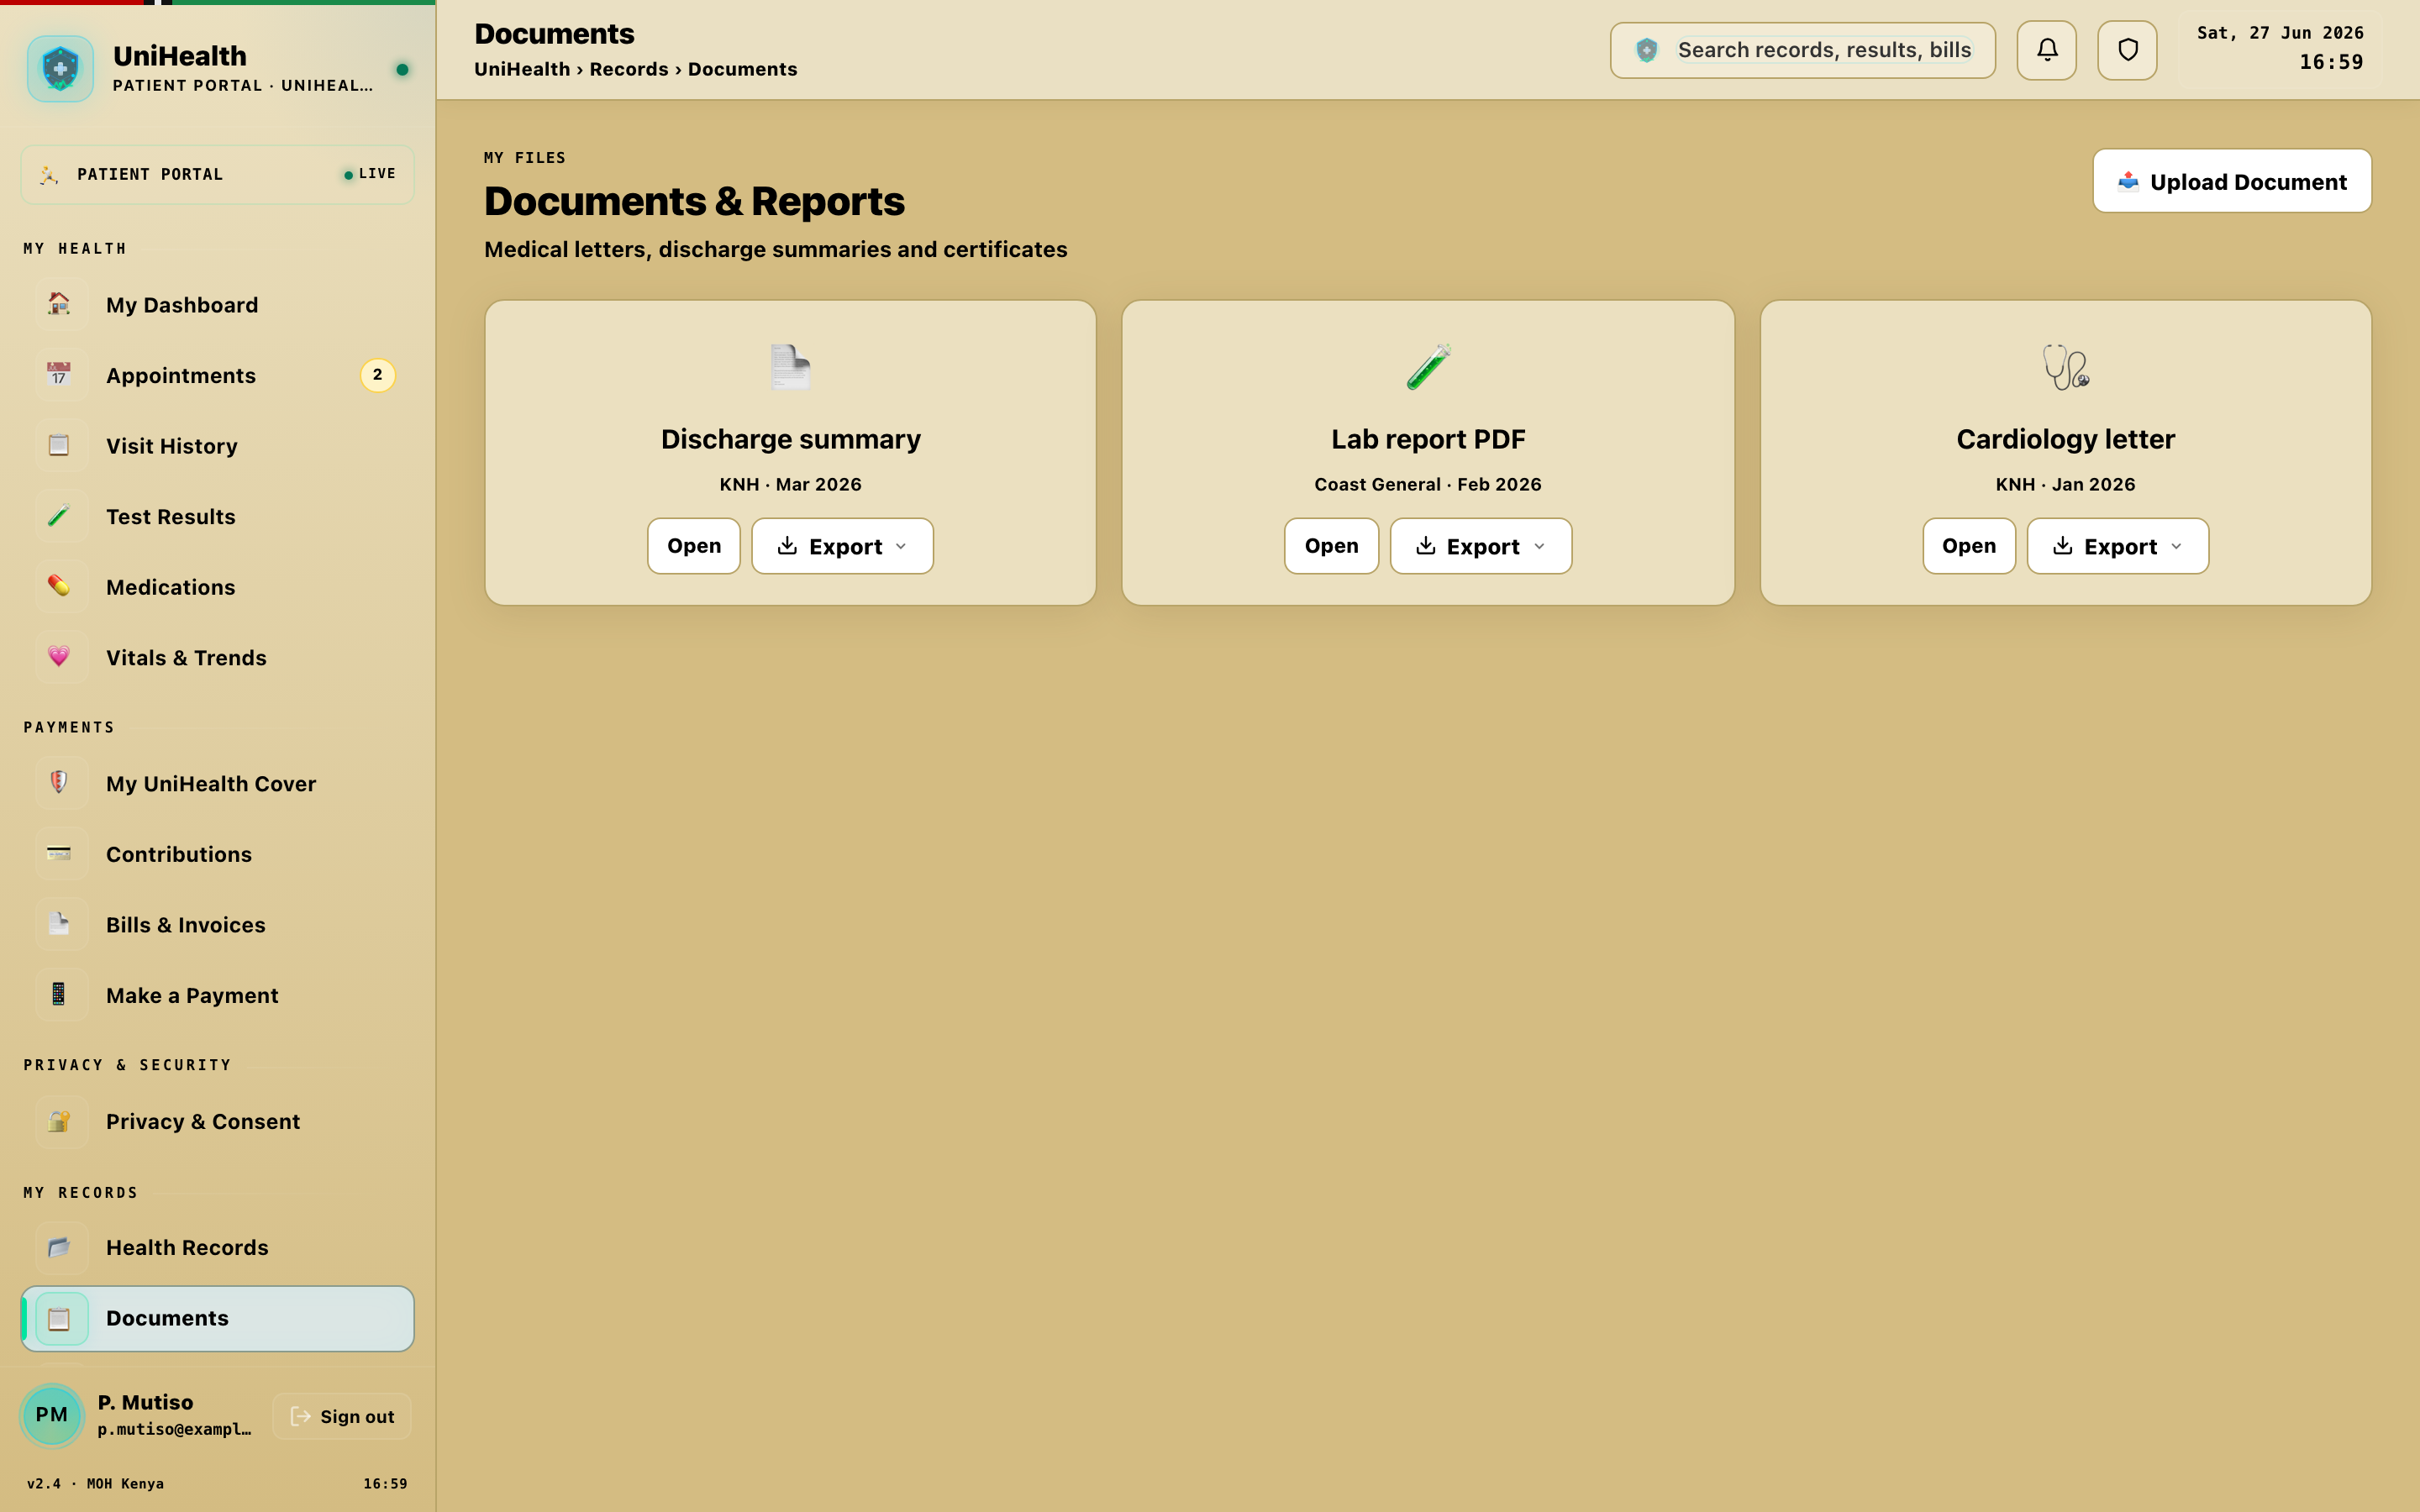 UniHealth
PATIENT PORTAL · UNIHEAL…
PATIENT PORTAL
LIVE
MY HEALTH
My Dashboard
17
Appointments
2
Visit History
Test Results
Medications
Vitals & Trends
PAYMENTS
My UniHealth Cover
Contributions
Bills & Invoices
Make a Payment
PRIVACY & SECURITY
Privacy & Consent
MY RECORDS
Health Records
Documents
PM
P. Mutiso
p.mutiso@exampl…
Sign out
v2.4 · MOH Kenya
16:59
Documents
UniHealth › Records › Documents
Search records, results, bills
Sat, 27 Jun 2026
16:59
MY FILES
Documents & Reports
Medical letters, discharge summaries and certificates
Upload Document
Discharge summary
KNH · Mar 2026
Open
Export
Lab report PDF
Coast General · Feb 2026
Open
Export
Cardiology letter
KNH · Jan 2026
Open
Export